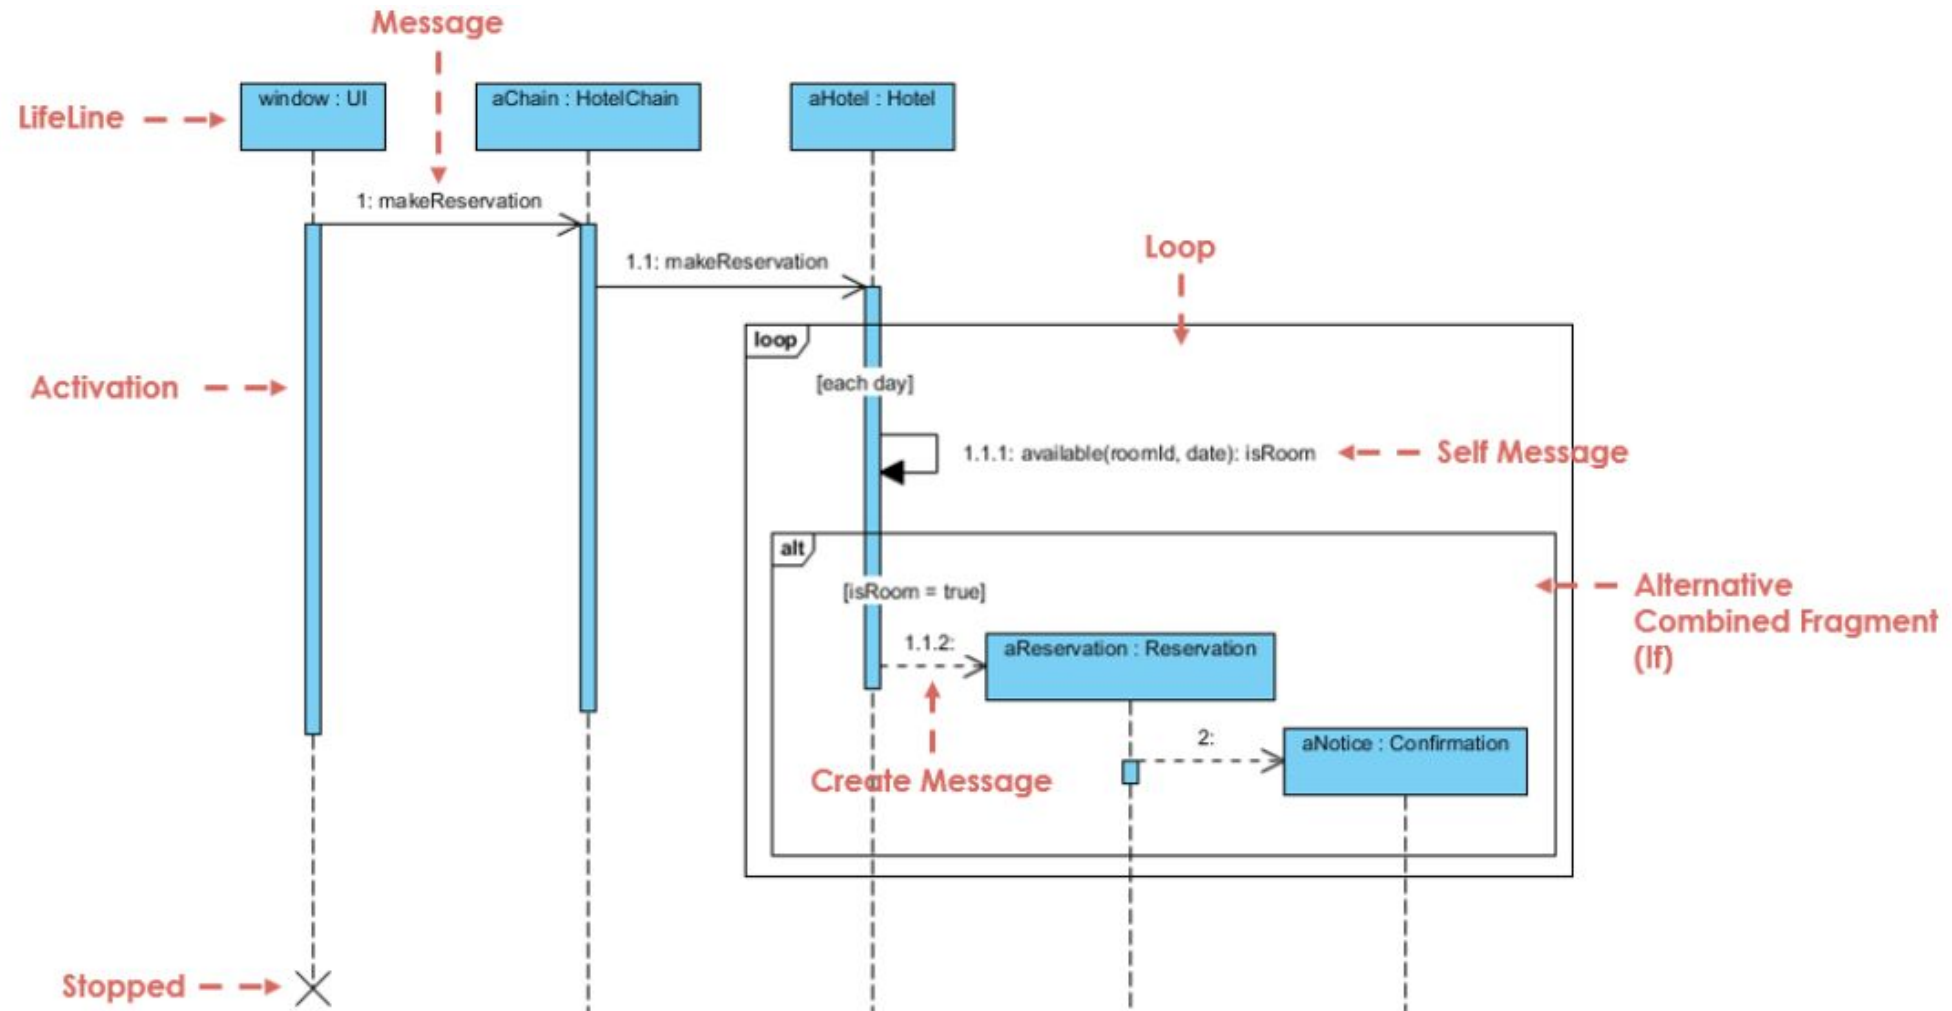 Message
window : UI
aChain : HotelChain
aHotel : Hotel
LifeLine
1: makeReservation
1.1: makeReservation
Loop
loop
[each day]
Activation
1.1.1: available(roomId, date): isRoom
Self Message
alt
[isRoom = true]
Alternative
Combined Fragment
(If)
1.1.2:
aReservation : Reservation
2:
aNotice : Confirmation
Create Message
Stopped